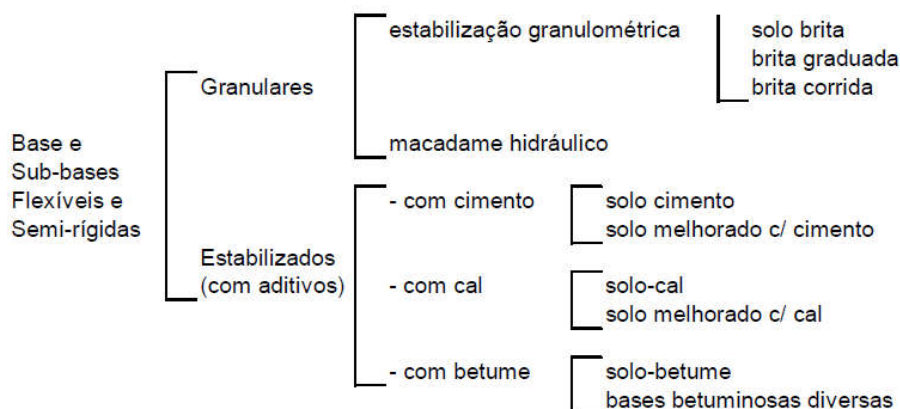 Base e
Sub-bases
Flexíveis e
Semi-rígidas
Granulares
estabilização granulométrica
solo brita
brita graduada
brita corrida
macadame hidráulico
Estabilizados
(com aditivos)
- com cimento
solo cimento
solo melhorado c/ cimento
- com cal
solo-cal
solo melhorado c/ cal
- com betume
solo-betume
bases betuminosas diversas